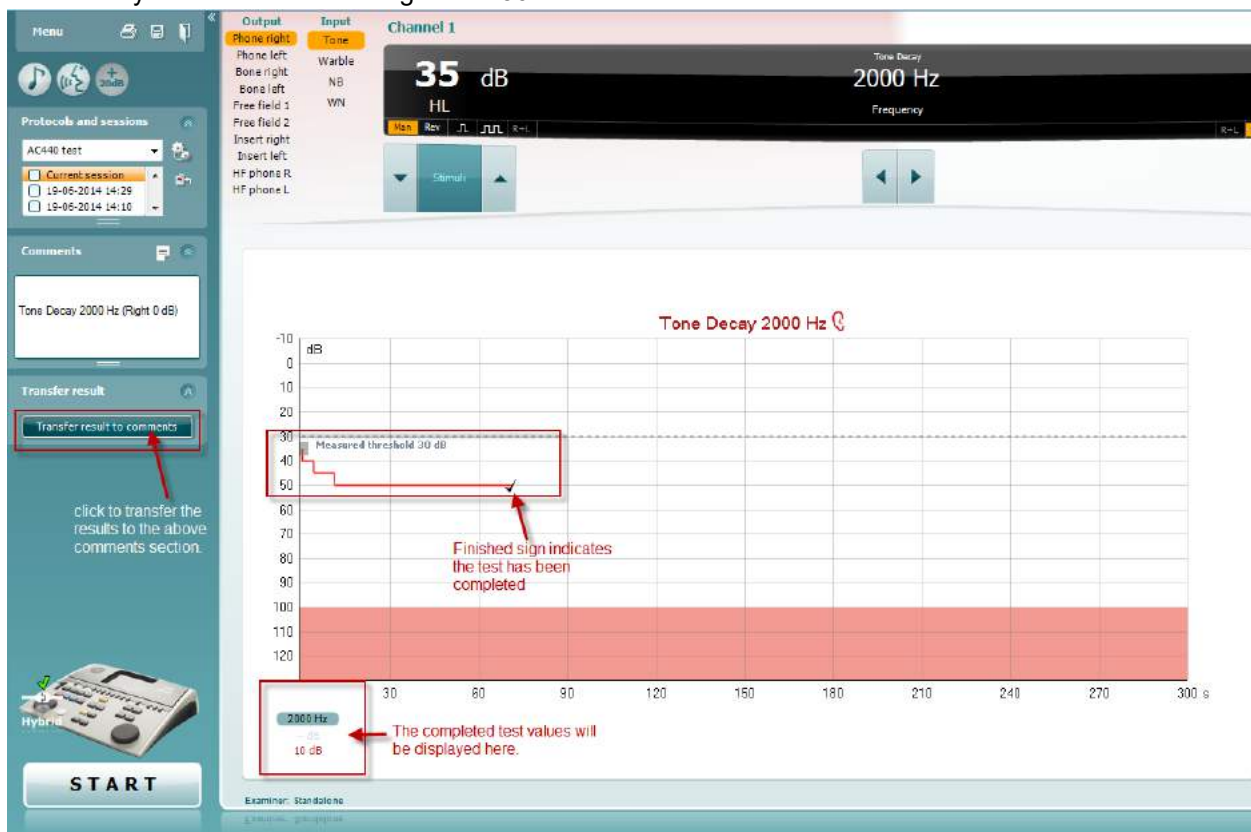 Menu
Protocols and sessions
AC440 test
Current session
19-06-2014 14:29
19-06-2014 14:10
Comments
Tone Decay 2000 Hz (Right 0 dB)
Transfer result
Transfer result to comments
click to transfer the
results to the above
comments section.
Hybrid
START
Output
Phone right
Phone left
Bone right
Bone left
Free field 1
Free field 2
Insert right
Insert left
HF phone R
HF phone L
Input
Tone
Warble
NB
WN
Channel 1
35 dB
HL
Man Rev R+L
Tone Decay
2000 Hz
Frequency
R+L
Stimuli
Tone Decay 2000 Hz
dB
-10
0
10
20
30
40
50
60
70
80
90
100
110
120
Measured threshold 30 dB
Finished sign indicates
the test has been
completed
30 60 90 120 150 180 210 240 270 300 s
2000 Hz
- dB
10 dB
The completed test values will
be displayed here.
Examiner: Standalone